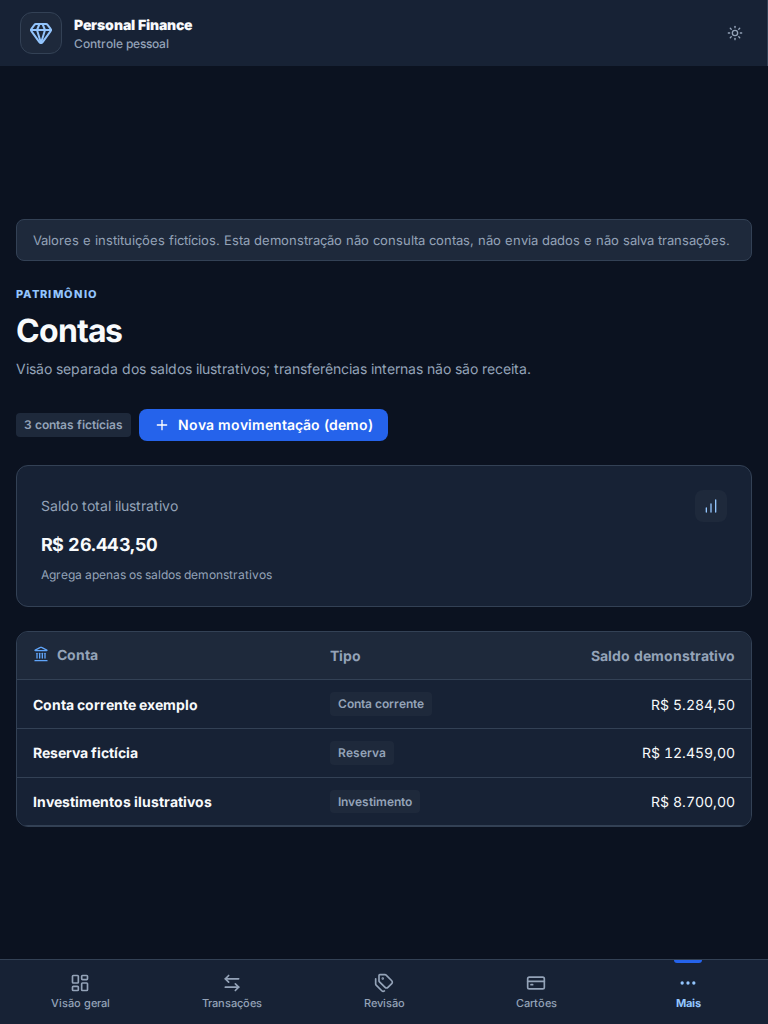 Personal Finance
Controle pessoal
Valores e instituições fictícios. Esta demonstração não consulta contas, não envia dados e não salva transações.
PATRIMÔNIO
Contas
Visão separada dos saldos ilustrativos; transferências internas não são receita.
3 contas fictícias
Nova movimentação (demo)
Saldo total ilustrativo
R$ 26.443,50
Agrega apenas os saldos demonstrativos
Conta Tipo Saldo demonstrativo
Conta corrente exemplo Conta corrente R$ 5.284,50
Reserva fictícia Reserva R$ 12.459,00
Investimentos ilustrativos Investimento R$ 8.700,00
Visão geral Transações Revisão Cartões Mais